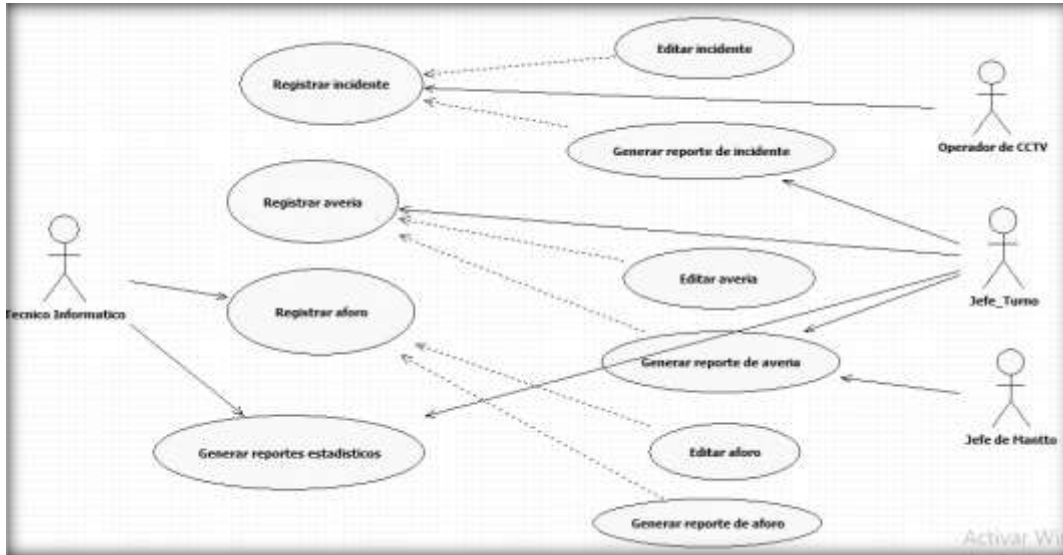 Editar incidente
Registrar incidente
Operador de CCTV
Generar reporte de incidente
Registrar averia
Editar averia
Jefe_Turno
Tecnico Informatico
Registrar aforo
Generar reporte de averia
Jefe de Mantto
Generar reportes estadisticos
Editar aforo
Generar reporte de aforo
Activar W